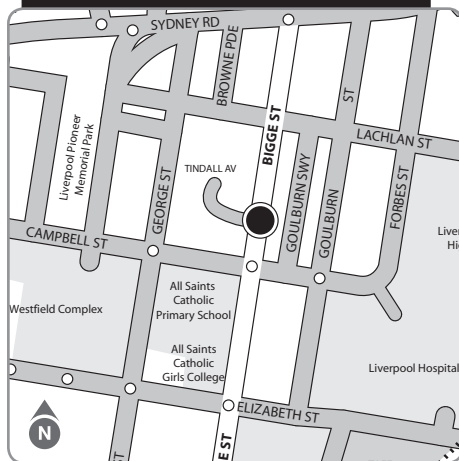 SYDNEY RD
BROWNE PDE
ST
BIGGE ST
LACHLAN ST
Liverpool Pioneer
Memorial Park
TINDALL AV
GEORGE ST
GOULBURN SWY
GOULBURN
FORBES ST
CAMPBELL ST
All Saints
Catholic
Primary School
Westfield Complex
All Saints
Catholic
Girls College
Liverpool Hospital
ELIZABETH ST
N
ST
E ST